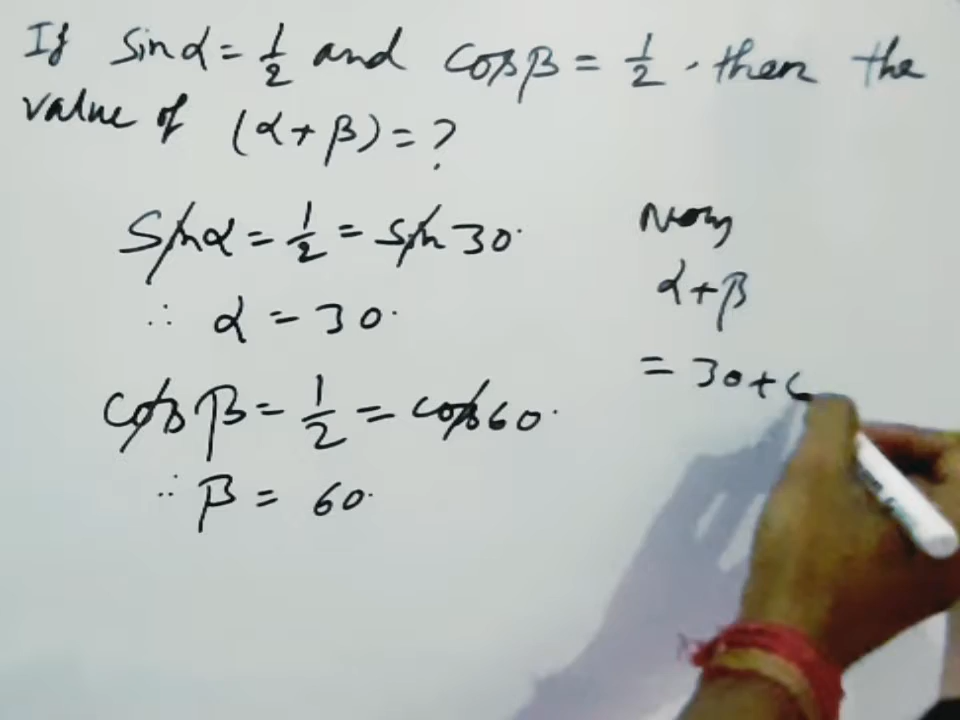 If sin α = 1/2 and cos β = 1/2 . then the
value of (α + β) = ?
Sin α = 1/2 = sin 30°
∴ α = 30°
cos β = 1/2 = cos 60°
∴ β = 60°
Now
α + β
= 30 +